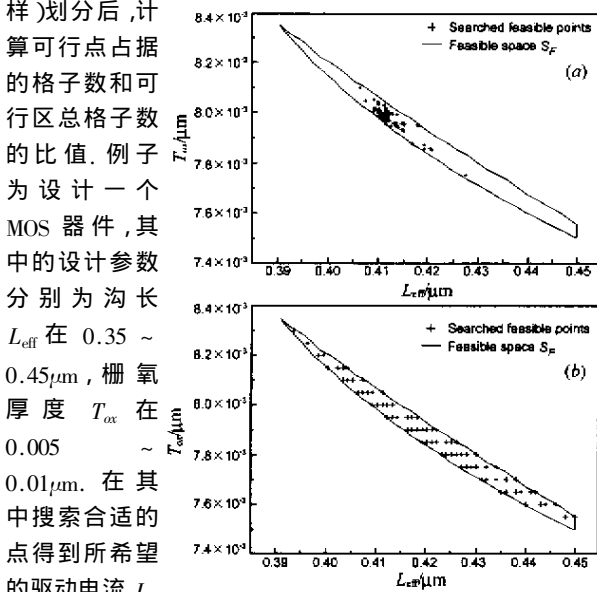 样 )划分后 ,计
算可行点占据
的格子数和可
行区总格子数
的比值. 例子
为 设 计 一 个
MOS 器件 ,其
中的设计参数
分 别 为 沟 长
Leff 在 0.35 ~
0.45μm , 栅 氧
厚 度 Tox 在
0.005 ~
0.01μm. 在 其
中搜索合适的
点得到所希望
的驱动电流 I
8.4×10⁻³
8.2×10⁻³
8.0×10⁻³
7.8×10⁻³
7.6×10⁻³
7.4×10⁻³
Tox/μm
+ Searched feasible points
— Feasible space SF
(a)
0.39 0.40 0.41 0.42 0.43 0.44 0.45
Leff/μm
8.4×10⁻³
8.2×10⁻³
8.0×10⁻³
7.8×10⁻³
7.6×10⁻³
7.4×10⁻³
Tox/μm
+ Searched feasible points
— Feasible space SF
(b)
0.39 0.40 0.41 0.42 0.43 0.44 0.45
Leff/μm